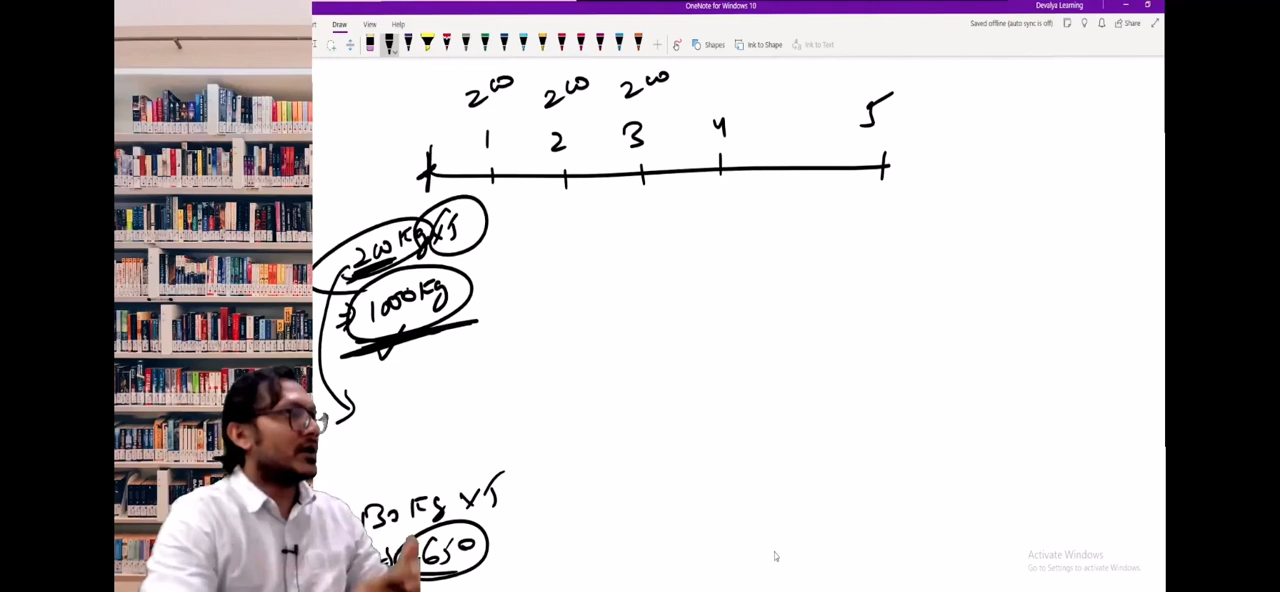 OneNote for Windows 10
Devalya Learning
Draw View Help
Saved offline (auto sync is off)
Share
Shapes
Ink to Shape
Ink to Text
200 200 200
1 2 3 4 5
200 Kg x 5
⇒ 1000 Kg
130 Kg x 5
⇒ 650
Activate Windows
Go to Settings to activate Windows.